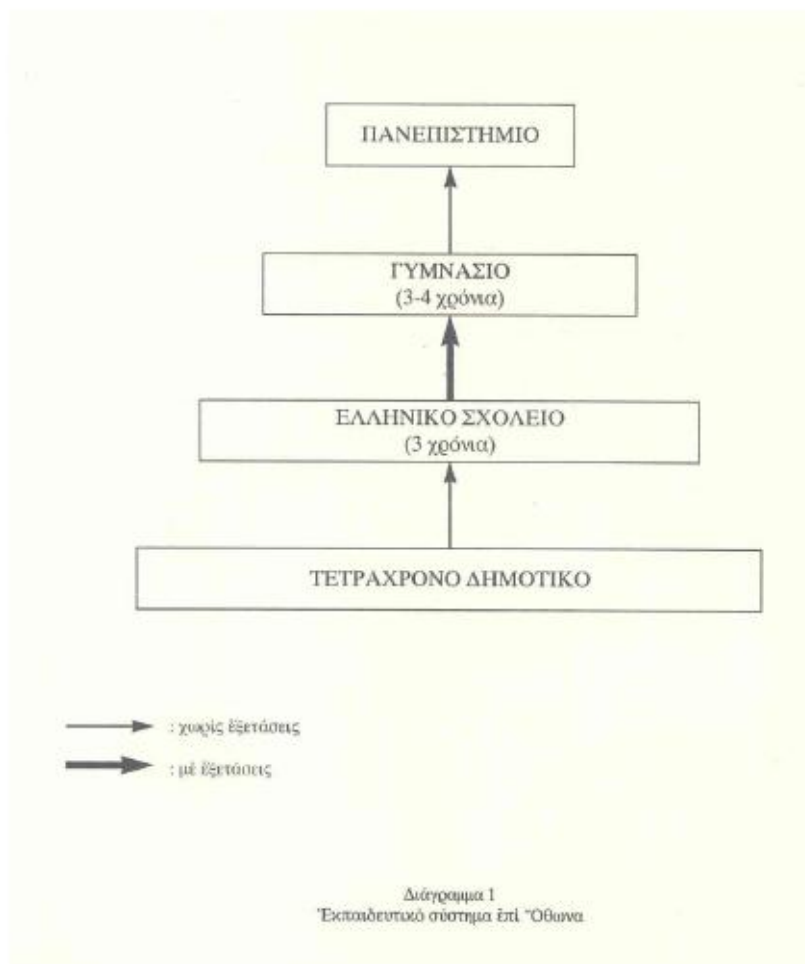 ΠΑΝΕΠΙΣΤΗΜΙΟ
ΓΥΜΝΑΣΙΟ
(3-4 χρόνια)
ΕΛΛΗΝΙΚΟ ΣΧΟΛΕΙΟ
(3 χρόνια)
ΤΕΤΡΑΧΡΟΝΟ ΔΗΜΟΤΙΚΟ
: χωρὶς ἐξετάσεις
: μὲ ἐξετάσεις
Διάγραμμα 1
Ἐκπαιδευτικό σύστημα ἐπὶ Ὄθωνα